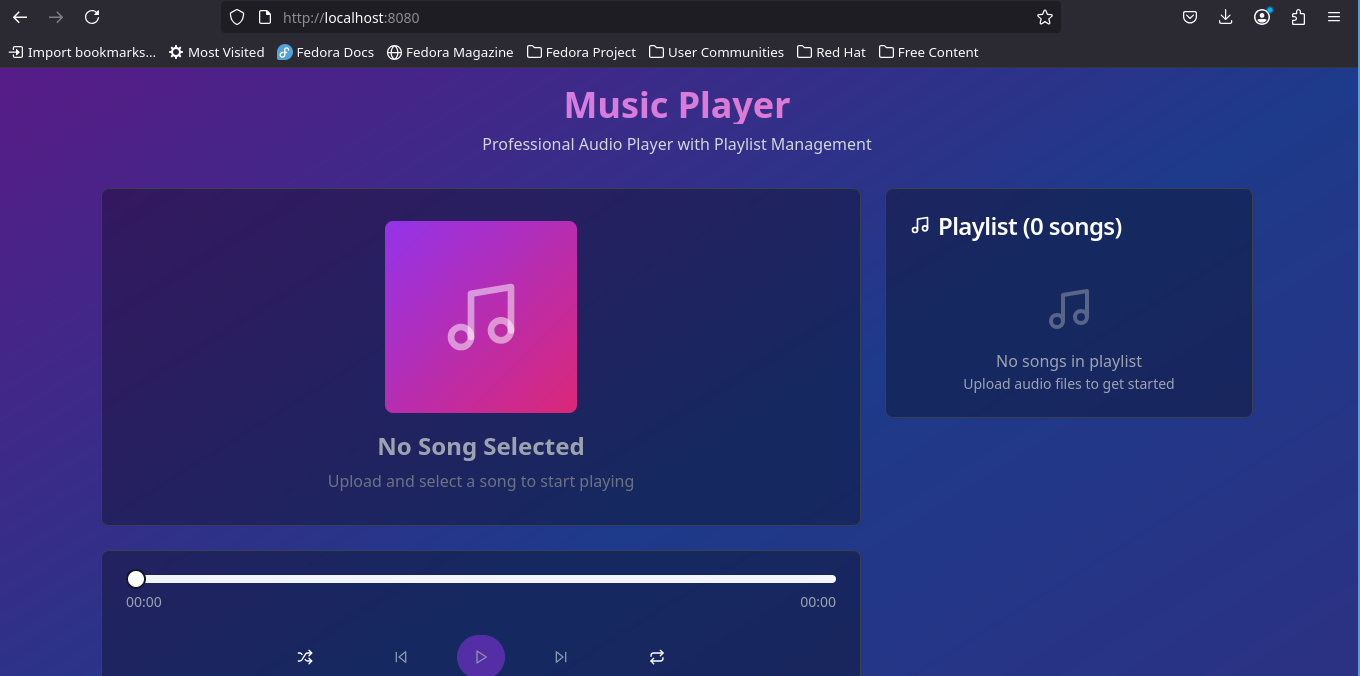 http://localhost:8080
Import bookmarks... Most Visited Fedora Docs Fedora Magazine Fedora Project User Communities Red Hat Free Content
Music Player
Professional Audio Player with Playlist Management
No Song Selected
Upload and select a song to start playing
Playlist (0 songs)
No songs in playlist
Upload audio files to get started
00:00 00:00